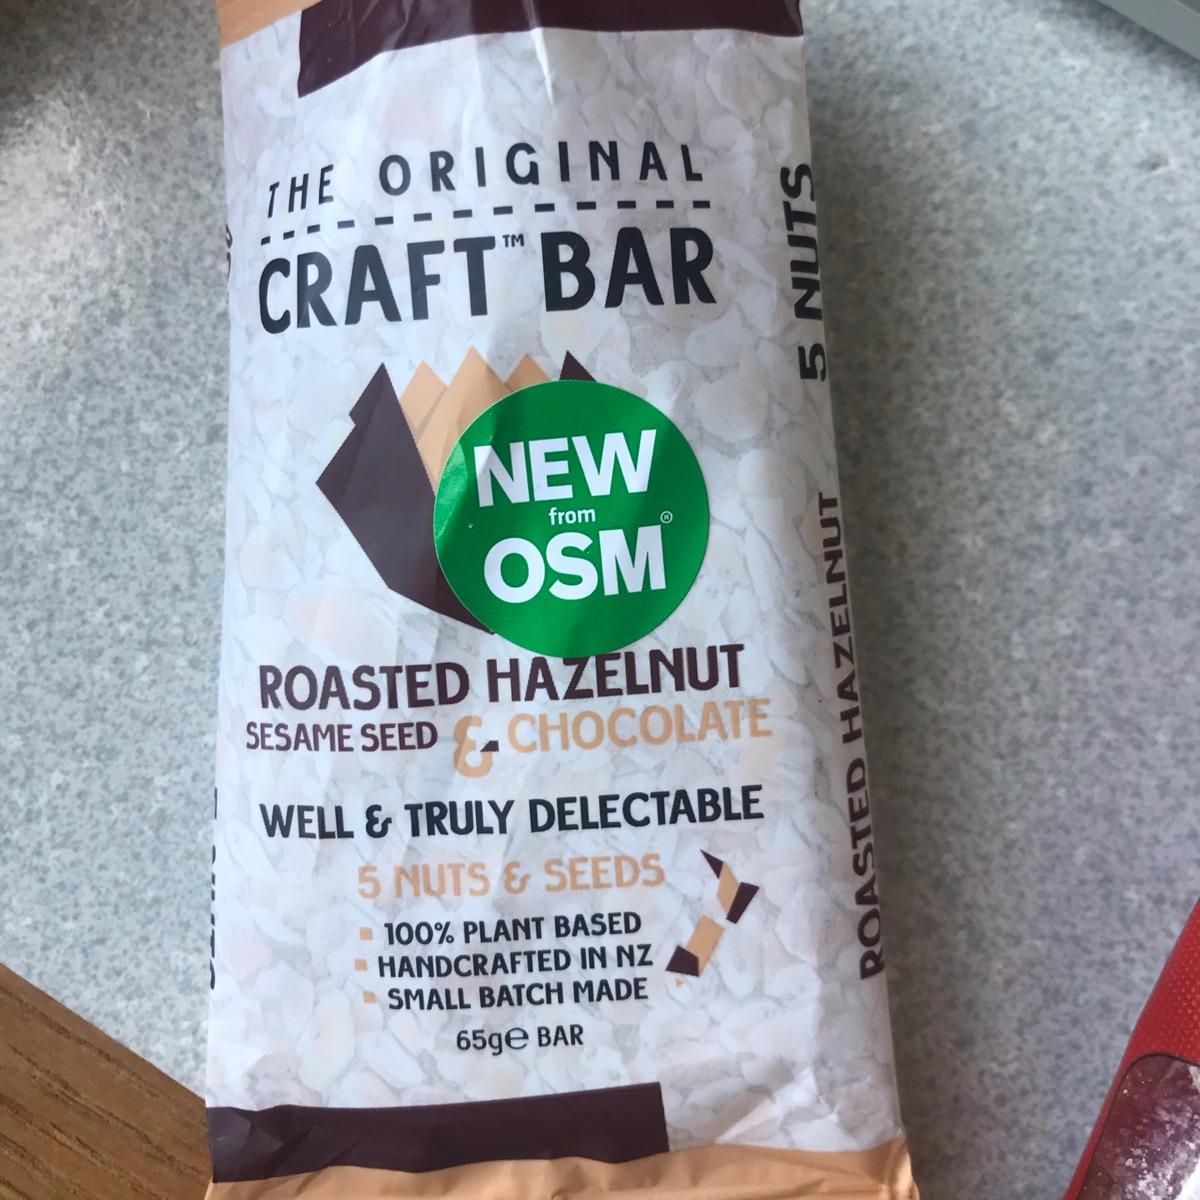 THE ORIGINAL
CRAFT™ BAR
NEW
from
OSM®
ROASTED HAZELNUT
SESAME SEED & CHOCOLATE
WELL & TRULY DELECTABLE
5 NUTS & SEEDS
▪ 100% PLANT BASED
▪ HANDCRAFTED IN NZ
▪ SMALL BATCH MADE
65g℮ BAR
ROASTED HAZELNUT 5 NUTS